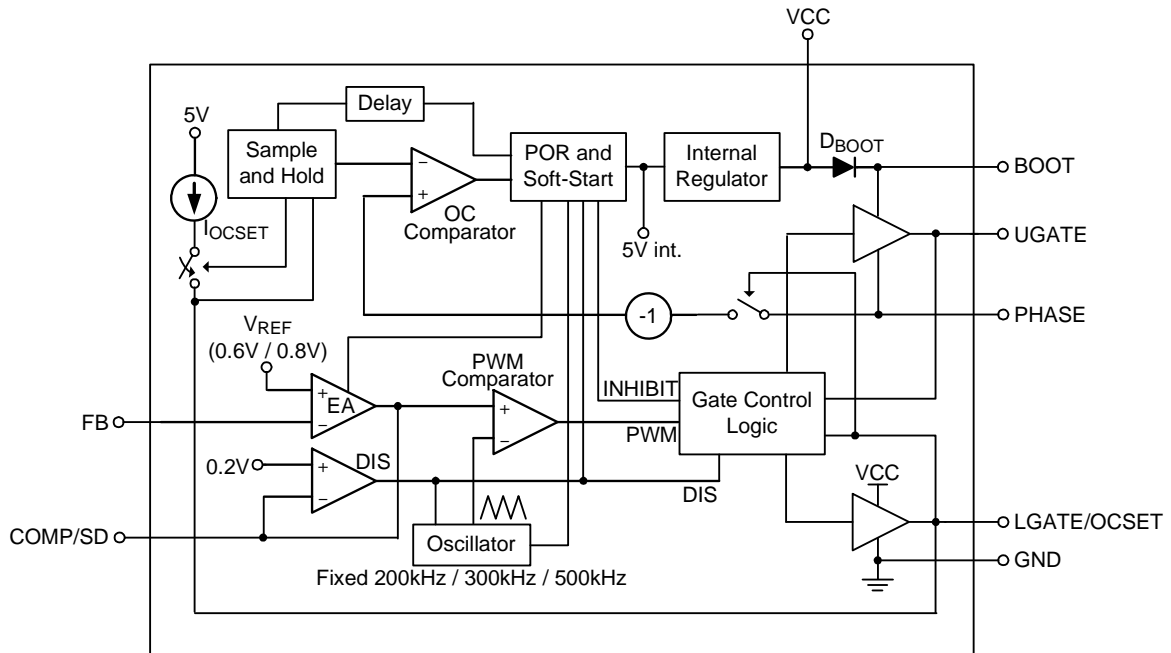 VCC
5V
Delay
Sample
and Hold
−
+
OC
Comparator
POR and
Soft-Start
Internal
Regulator
DBOOT
BOOT
IOCSET
5V int.
UGATE
-1
PHASE
VREF
(0.6V / 0.8V)
PWM
Comparator
+
EA
−
+
−
INHIBIT
PWM
Gate Control
Logic
FB
0.2V
+
−
DIS
DIS
VCC
COMP/SD
Oscillator
Fixed 200kHz / 300kHz / 500kHz
LGATE/OCSET
GND